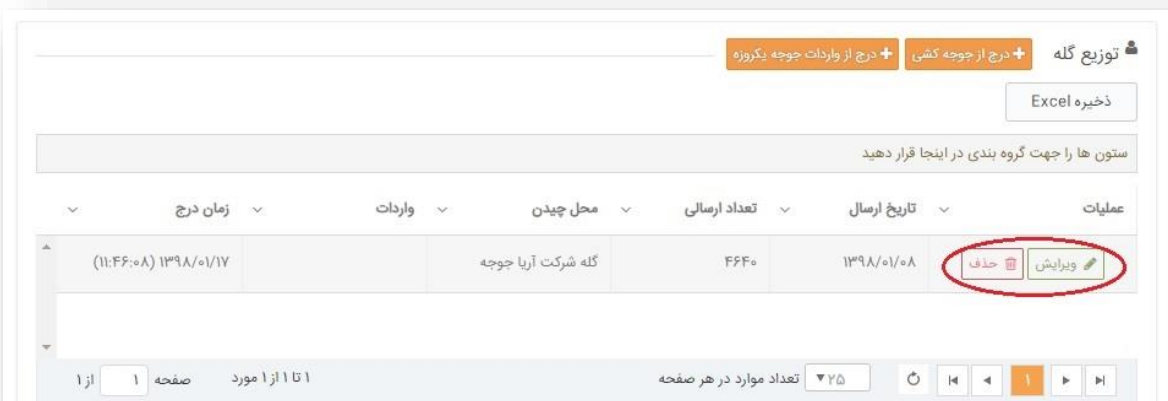 توزیع گله + درج از جوجه کشی + درج از واردات جوجه یکروزه
ذخیره Excel
ستون ها را جهت گروه بندی در اینجا قرار دهید
عملیات تاریخ ارسال تعداد ارسالی محل چیدن واردات زمان درج
ویرایش حذف ۱۳۹۸/۰۱/۰۸ ۴۶۴۰ گله شرکت آریا جوجه ۱۳۹۸/۰۱/۱۷ (۱۱:۴۶:۰۸)
۱ ۲۵ تعداد موارد در هر صفحه ۱ تا ۱ از ۱ مورد صفحه ۱ از ۱